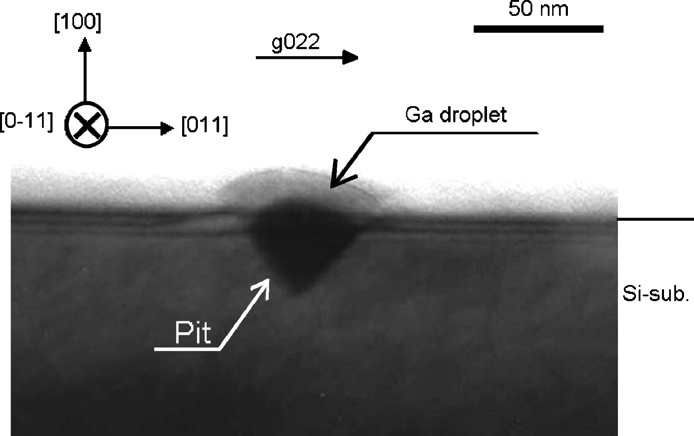 [100]
50 nm
g022
[0-11]
[011]
Ga droplet
Si-sub.
Pit